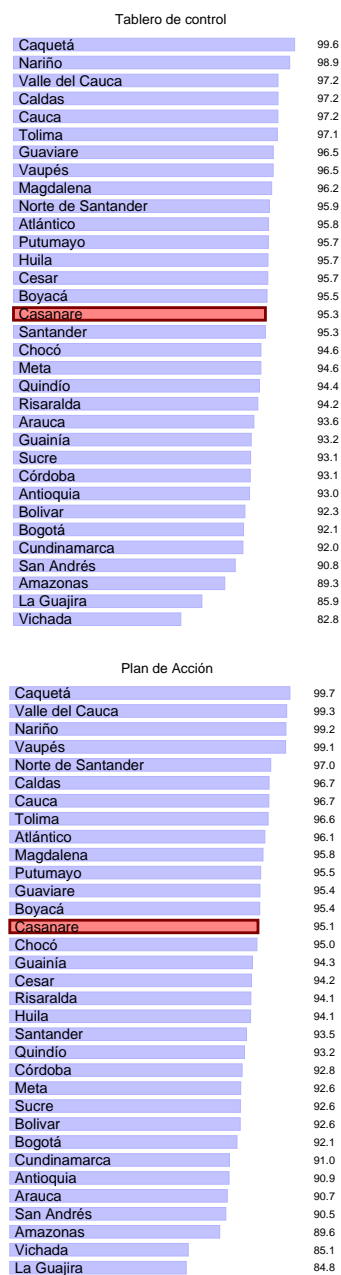 Tablero de control
Caquetá 99.6
Nariño 98.9
Valle del Cauca 97.2
Caldas 97.2
Cauca 97.2
Tolima 97.1
Guaviare 96.5
Vaupés 96.5
Magdalena 96.2
Norte de Santander 95.9
Atlántico 95.8
Putumayo 95.7
Huila 95.7
Cesar 95.7
Boyacá 95.5
Casanare 95.3
Santander 95.3
Chocó 94.6
Meta 94.6
Quindío 94.4
Risaralda 94.2
Arauca 93.6
Guainía 93.2
Sucre 93.1
Córdoba 93.1
Antioquia 93.0
Bolivar 92.3
Bogotá 92.1
Cundinamarca 92.0
San Andrés 90.8
Amazonas 89.3
La Guajira 85.9
Vichada 82.8
Plan de Acción
Caquetá 99.7
Valle del Cauca 99.3
Nariño 99.2
Vaupés 99.1
Norte de Santander 97.0
Caldas 96.7
Cauca 96.7
Tolima 96.6
Atlántico 96.1
Magdalena 95.8
Putumayo 95.5
Guaviare 95.4
Boyacá 95.4
Casanare 95.1
Chocó 95.0
Guainía 94.3
Cesar 94.2
Risaralda 94.1
Huila 94.1
Santander 93.5
Quindío 93.2
Córdoba 92.8
Meta 92.6
Sucre 92.6
Bolivar 92.6
Bogotá 92.1
Cundinamarca 91.0
Antioquia 90.9
Arauca 90.7
San Andrés 90.5
Amazonas 89.6
Vichada 85.1
La Guajira 84.8